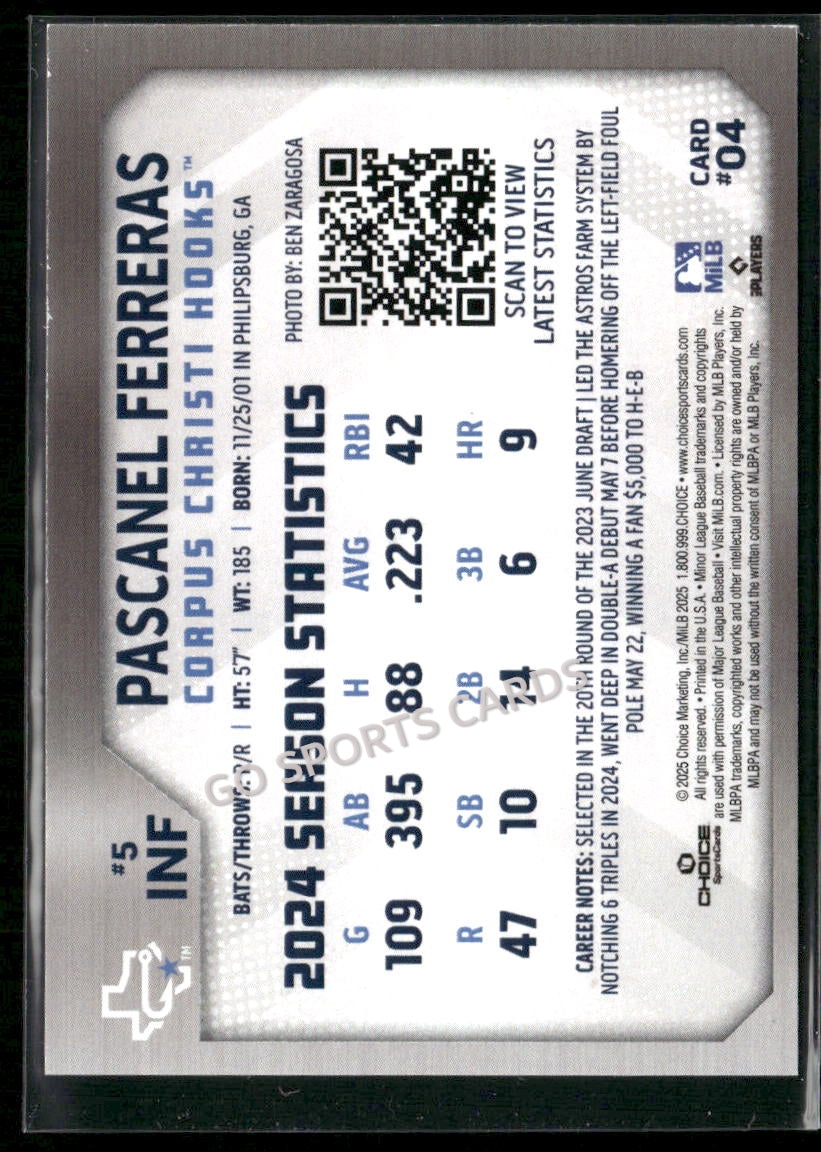 #5
INF
PASCANEL FERRERAS
CORPUS CHRISTI HOOKS™
HT: 5'7" | WT: 185 | BORN: 11/25/01 IN PHILIPSBURG, GA
PHOTO BY: BEN ZARAGOSA
2024 SEASON STATISTICS
G AB H AVG RBI
109 395 88 .223 42
R SB 2B 3B HR
47 10 14 6 9
SCAN TO VIEW
LATEST STATISTICS
CAREER NOTES: SELECTED IN THE 20TH ROUND OF THE 2023 JUNE DRAFT | LED THE ASTROS FARM SYSTEM BY
NOTCHING 6 TRIPLES IN 2024, WENT DEEP IN DOUBLE-A DEBUT MAY 7 BEFORE HOMERING OFF THE LEFT-FIELD FOUL
POLE MAY 22, WINNING A FAN $5,000 TO H-E-B
CHOICE
SportsCards
© 2025 Choice Marketing, Inc./MiLB 2025 1.800.999.CHOICE • www.choicesportscards.com
All rights reserved. • Printed in the U.S.A. • Minor League Baseball trademarks and copyrights
are used with permission of Major League Baseball • Visit MiLB.com. • Licensed by MLB Players, Inc.
MLBPA trademarks, copyrighted works and other intellectual property rights are owned and/or held by
MLBPA and may not be used without the written consent of MLBPA or MLB Players, Inc.
MiLB
PLAYERS
CARD
#04
GO SPORTS CARDS